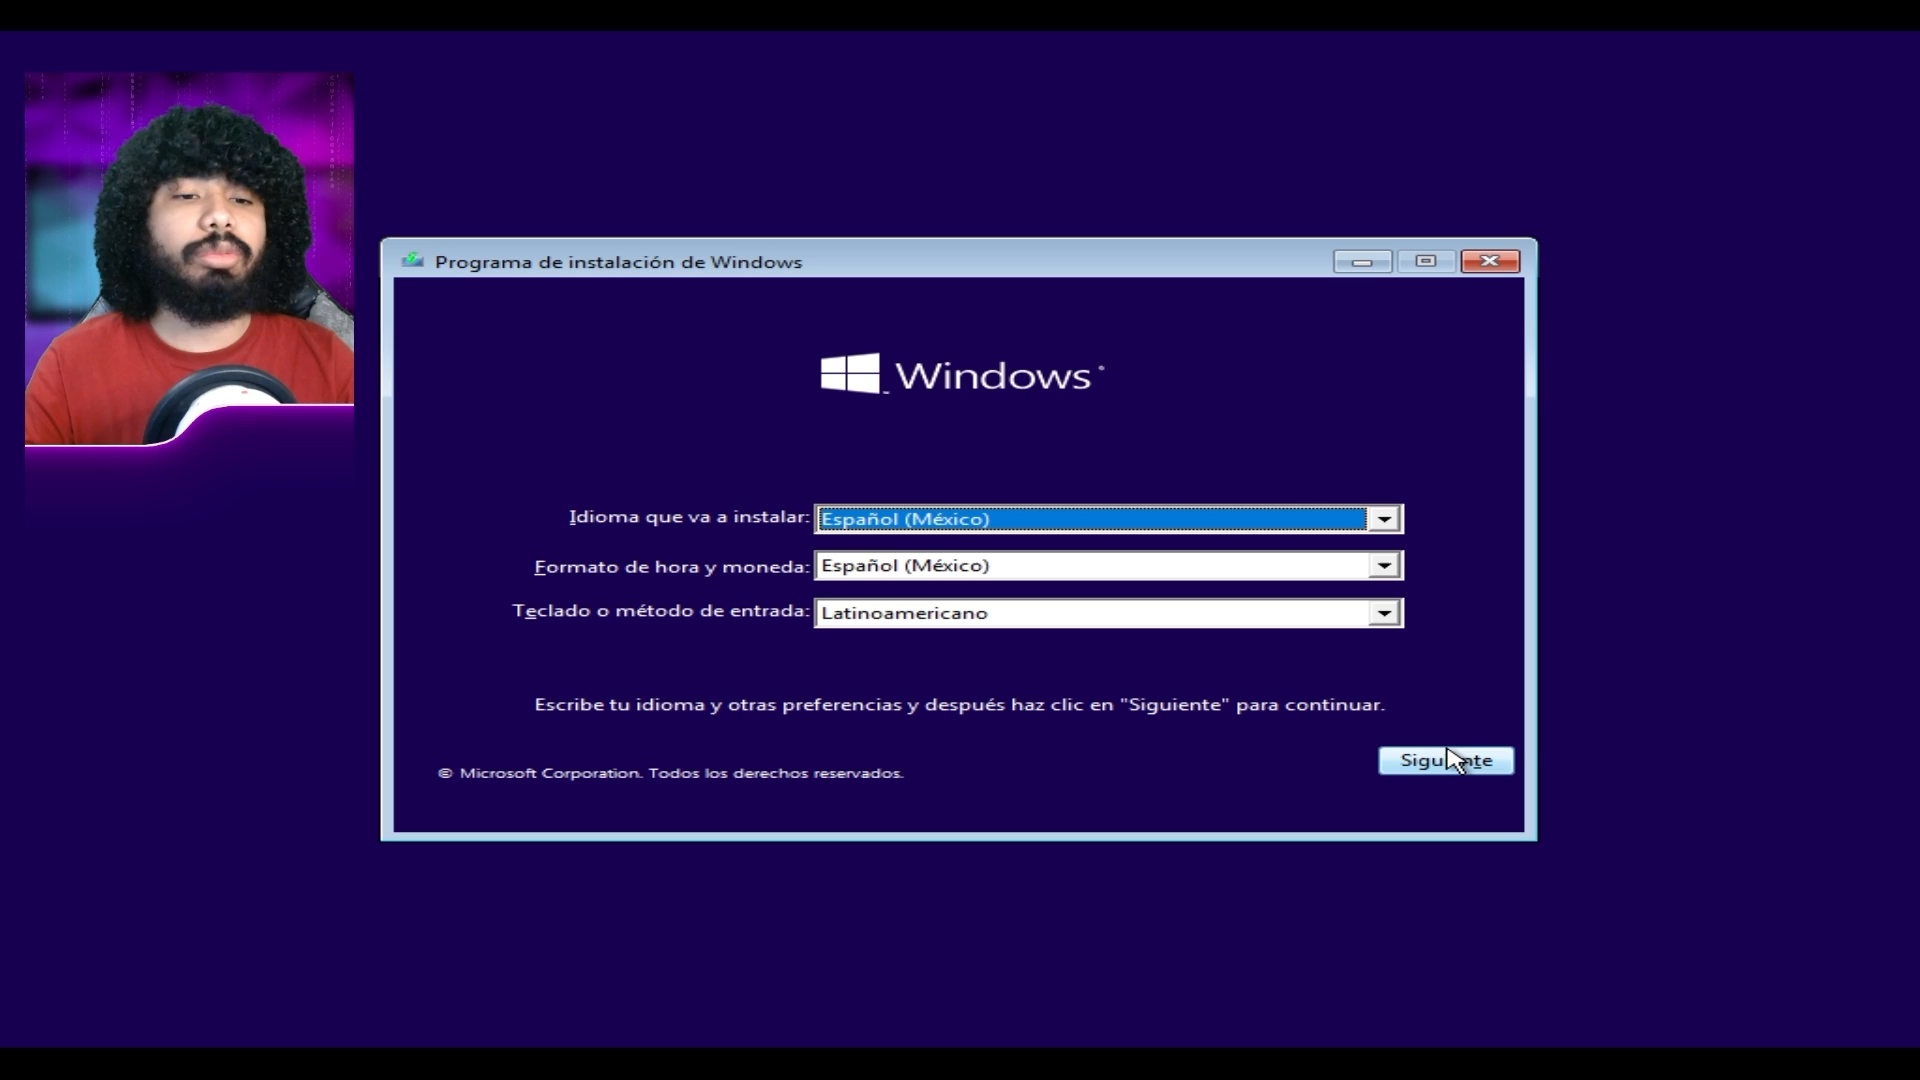 Programa de instalación de Windows
Windows
Idioma que va a instalar: Español (México)
Formato de hora y moneda: Español (México)
Teclado o método de entrada: Latinoamericano
Escribe tu idioma y otras preferencias y después haz clic en "Siguiente" para continuar.
Siguiente
© Microsoft Corporation. Todos los derechos reservados.